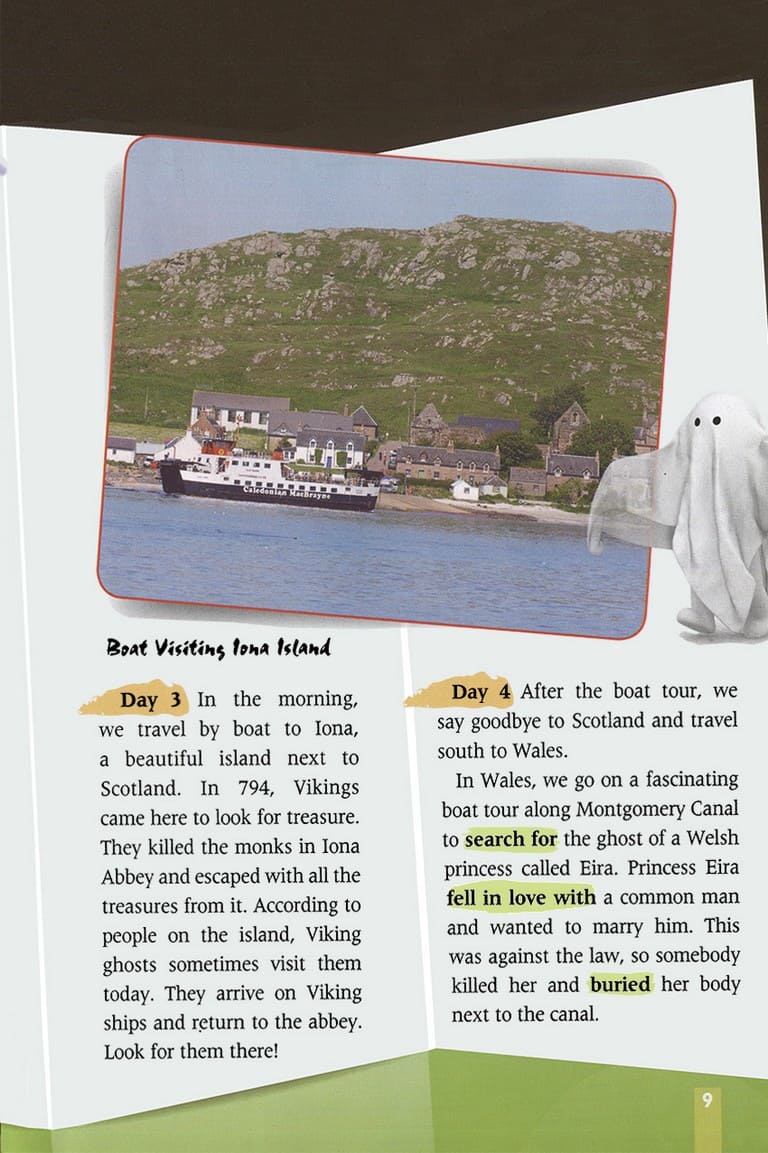 Caledonian MacBrayne
Boat Visiting Iona Island
Day 3 In the morning,
we travel by boat to Iona,
a beautiful island next to
Scotland. In 794, Vikings
came here to look for treasure.
They killed the monks in Iona
Abbey and escaped with all the
treasures from it. According to
people on the island, Viking
ghosts sometimes visit them
today. They arrive on Viking
ships and return to the abbey.
Look for them there!
Day 4 After the boat tour, we
say goodbye to Scotland and travel
south to Wales.
In Wales, we go on a fascinating
boat tour along Montgomery Canal
to search for the ghost of a Welsh
princess called Eira. Princess Eira
fell in love with a common man
and wanted to marry him. This
was against the law, so somebody
killed her and buried her body
next to the canal.
9